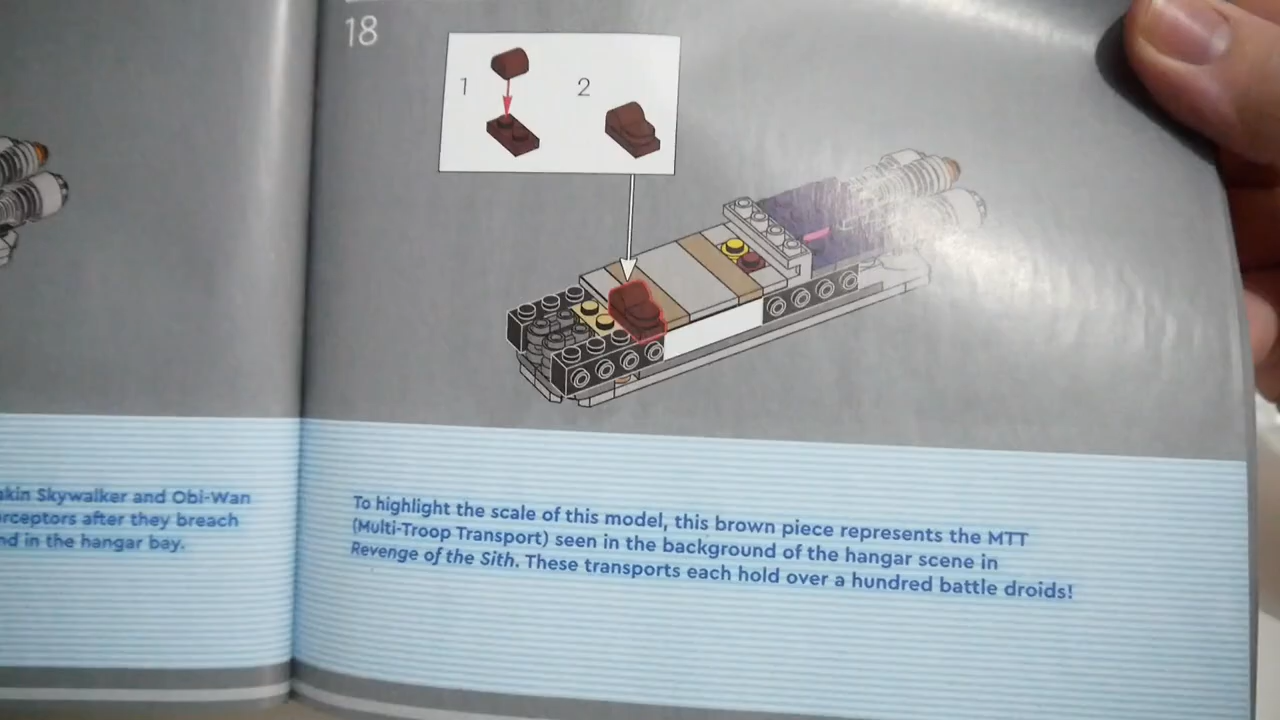 akin Skywalker and Obi-Wan
rceptors after they breach
nd in the hangar bay.
18
1
2
To highlight the scale of this model, this brown piece represents the MTT
(Multi-Troop Transport) seen in the background of the hangar scene in
Revenge of the Sith. These transports each hold over a hundred battle droids!